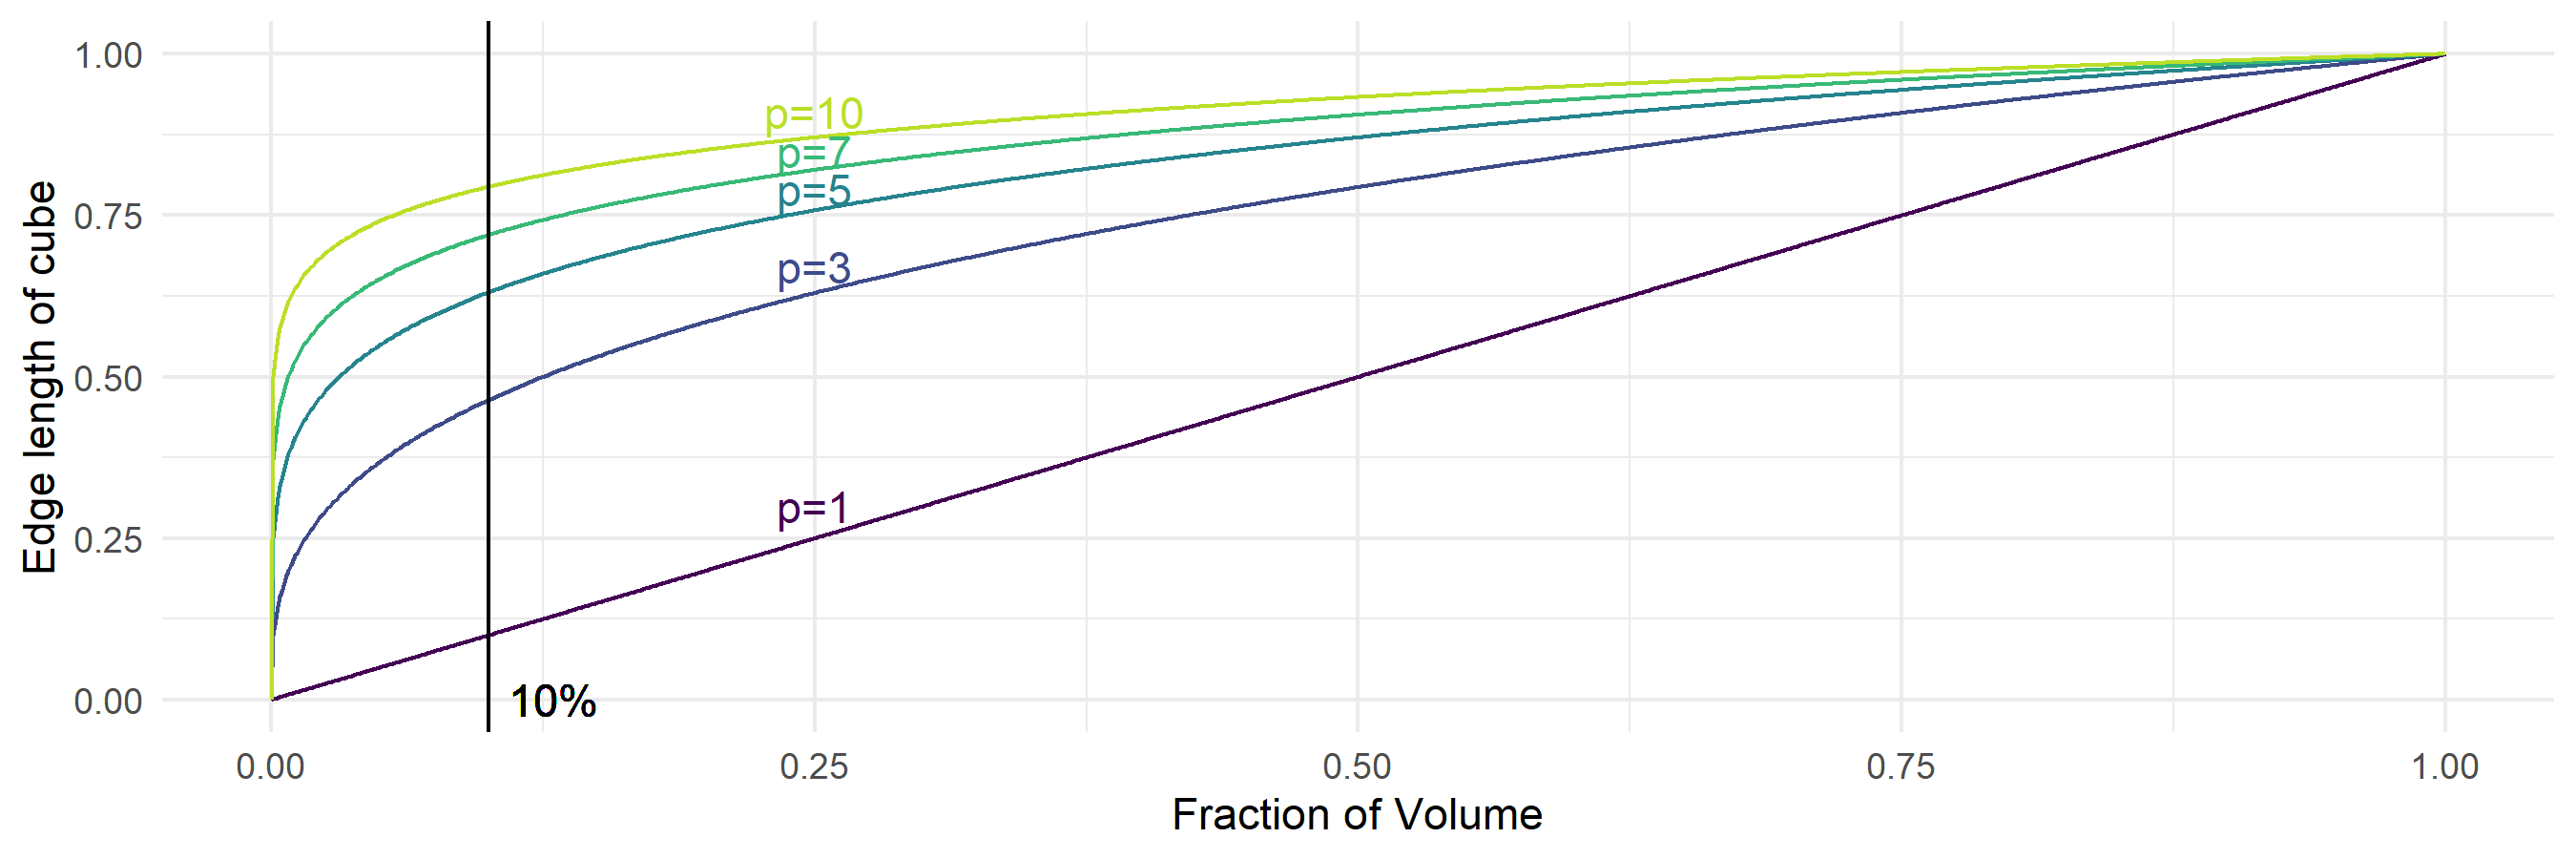 Edge length of cube
1.00
0.75
0.50
0.25
0.00
p=10
p=7
p=5
p=3
p=1
10%
0.00 0.25 0.50 0.75 1.00
Fraction of Volume